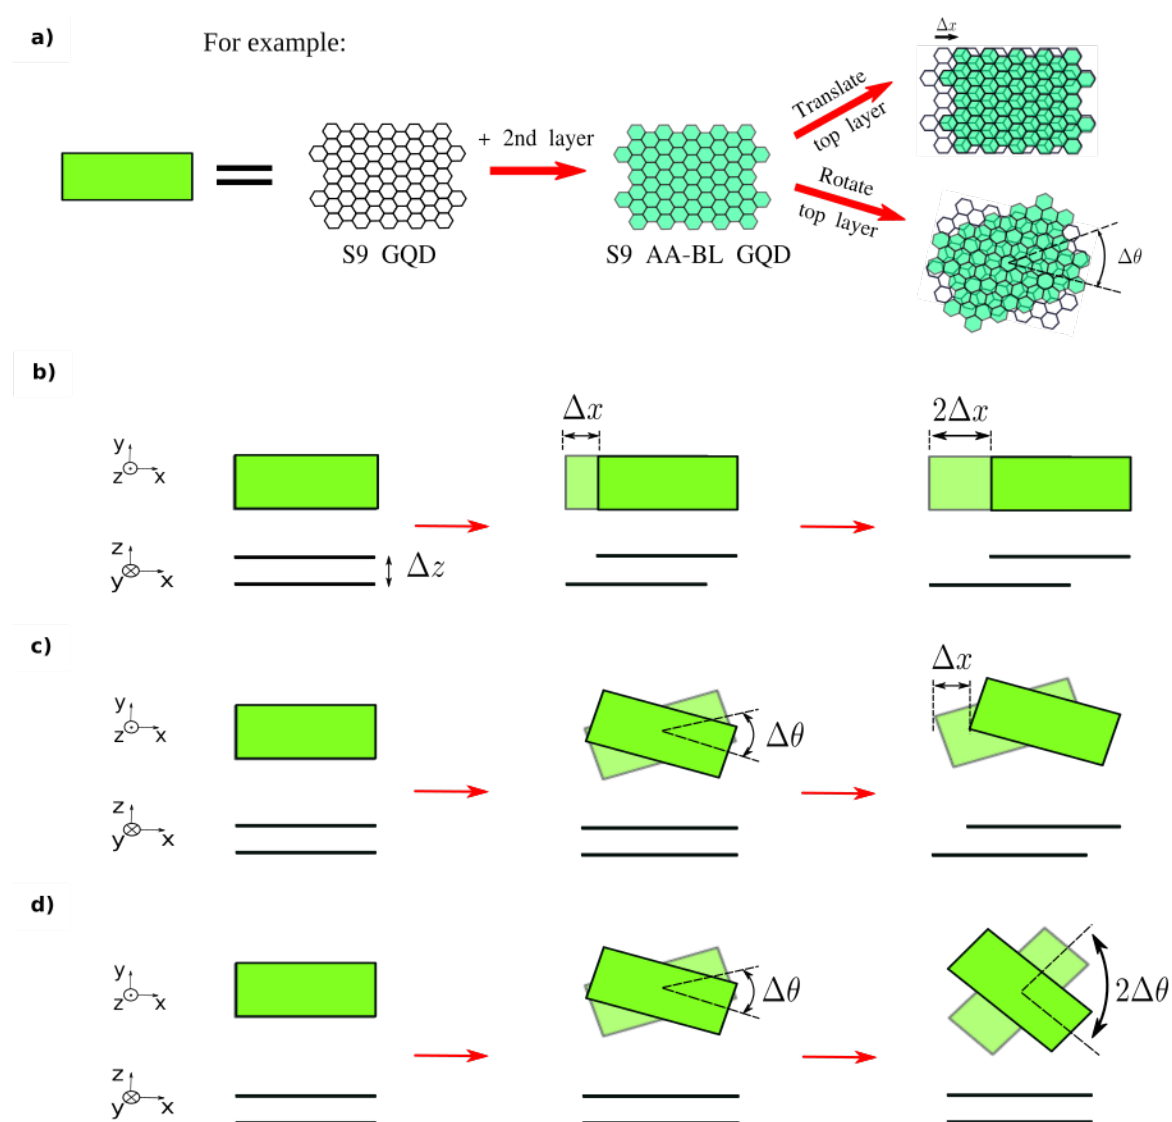 a)
For example:
+ 2nd layer
S9 GQD
S9 AA-BL GQD
Translate
top layer
Rotate
top layer
Δx
Δθ
b)
y
z x
z
y x
Δz
Δx
2Δx
c)
y
z x
z
y x
Δθ
Δx
d)
y
z x
z
y x
Δθ
2Δθ